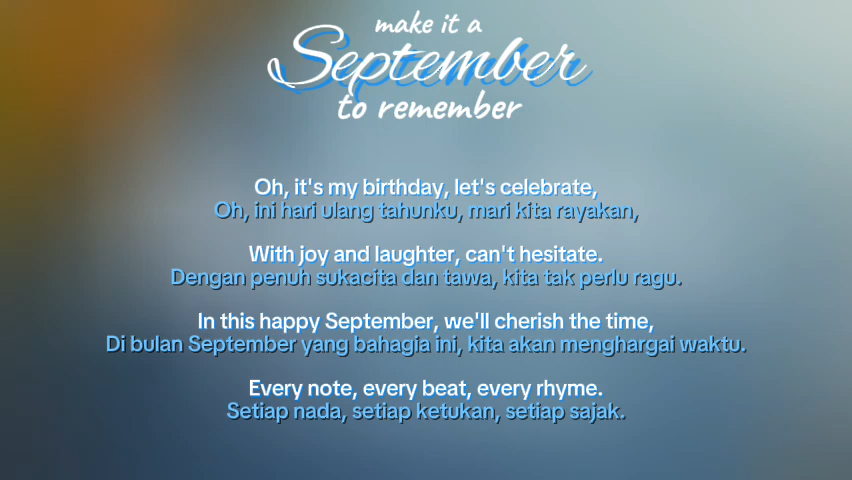 make it a
September
to remember
Oh, it's my birthday, let's celebrate,
Oh, ini hari ulang tahunku, mari kita rayakan,
With joy and laughter, can't hesitate.
Dengan penuh sukacita dan tawa, kita tak perlu ragu.
In this happy September, we'll cherish the time,
Di bulan September yang bahagia ini, kita akan menghargai waktu.
Every note, every beat, every rhyme.
Setiap nada, setiap ketukan, setiap sajak.